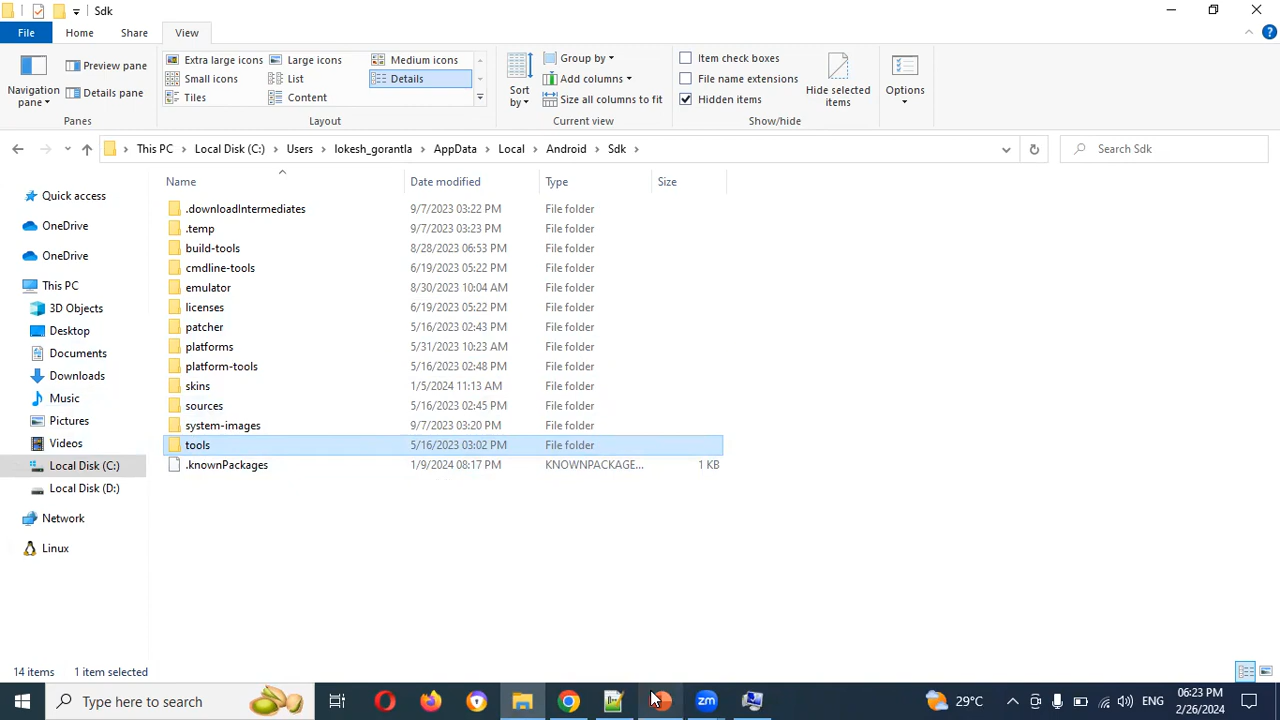 Sdk
File Home Share View
Navigation pane
Preview pane
Details pane
Panes
Extra large icons Large icons Medium icons
Small icons List Details
Tiles Content
Layout
Sort by
Group by
Add columns
Size all columns to fit
Current view
Item check boxes
File name extensions
Hidden items
Hide selected items
Show/hide
Options
This PC Local Disk (C:) Users lokesh_gorantla AppData Local Android Sdk
Search Sdk
Quick access
OneDrive
OneDrive
This PC
3D Objects
Desktop
Documents
Downloads
Music
Pictures
Videos
Local Disk (C:)
Local Disk (D:)
Network
Linux
Name Date modified Type Size
.downloadIntermediates 9/7/2023 03:22 PM File folder
.temp 9/7/2023 03:23 PM File folder
build-tools 8/28/2023 06:53 PM File folder
cmdline-tools 6/19/2023 05:22 PM File folder
emulator 8/30/2023 10:04 AM File folder
licenses 6/19/2023 05:22 PM File folder
patcher 5/16/2023 02:43 PM File folder
platforms 5/31/2023 10:23 AM File folder
platform-tools 5/16/2023 02:48 PM File folder
skins 1/5/2024 11:13 AM File folder
sources 5/16/2023 02:45 PM File folder
system-images 9/7/2023 03:20 PM File folder
tools 5/16/2023 03:02 PM File folder
.knownPackages 1/9/2024 08:17 PM KNOWNPACKAGE... 1 KB
14 items 1 item selected
Type here to search
zm
29°C
ENG
06:23 PM
2/26/2024